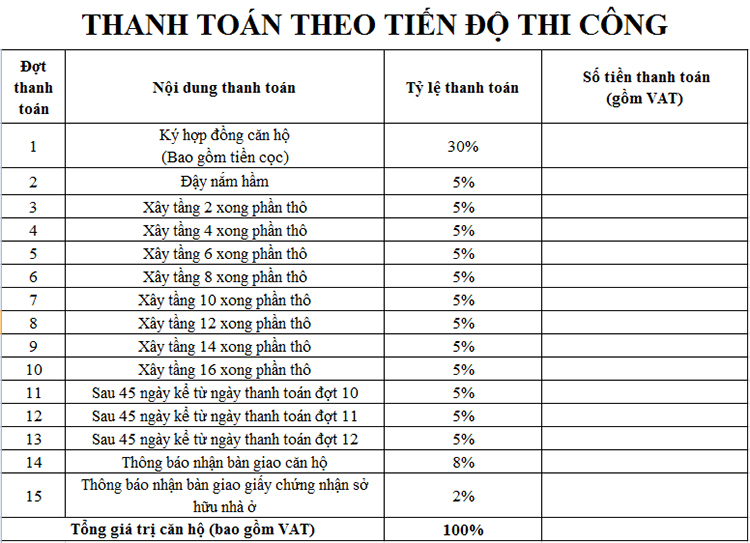 THANH TOÁN THEO TIẾN ĐỘ THI CÔNG
Đợt thanh toán Nội dung thanh toán Tỷ lệ thanh toán Số tiền thanh toán (gồm VAT)
1 Ký hợp đồng căn hộ (Bao gồm tiền cọc) 30%
2 Đậy nắm hầm 5%
3 Xây tầng 2 xong phần thô 5%
4 Xây tầng 4 xong phần thô 5%
5 Xây tầng 6 xong phần thô 5%
6 Xây tầng 8 xong phần thô 5%
7 Xây tầng 10 xong phần thô 5%
8 Xây tầng 12 xong phần thô 5%
9 Xây tầng 14 xong phần thô 5%
10 Xây tầng 16 xong phần thô 5%
11 Sau 45 ngày kể từ ngày thanh toán đợt 10 5%
12 Sau 45 ngày kể từ ngày thanh toán đợt 11 5%
13 Sau 45 ngày kể từ ngày thanh toán đợt 12 5%
14 Thông báo nhận bàn giao căn hộ 8%
15 Thông báo nhận bàn giao giấy chứng nhận sở hữu nhà ở 2%
Tổng giá trị căn hộ (bao gồm VAT) 100%